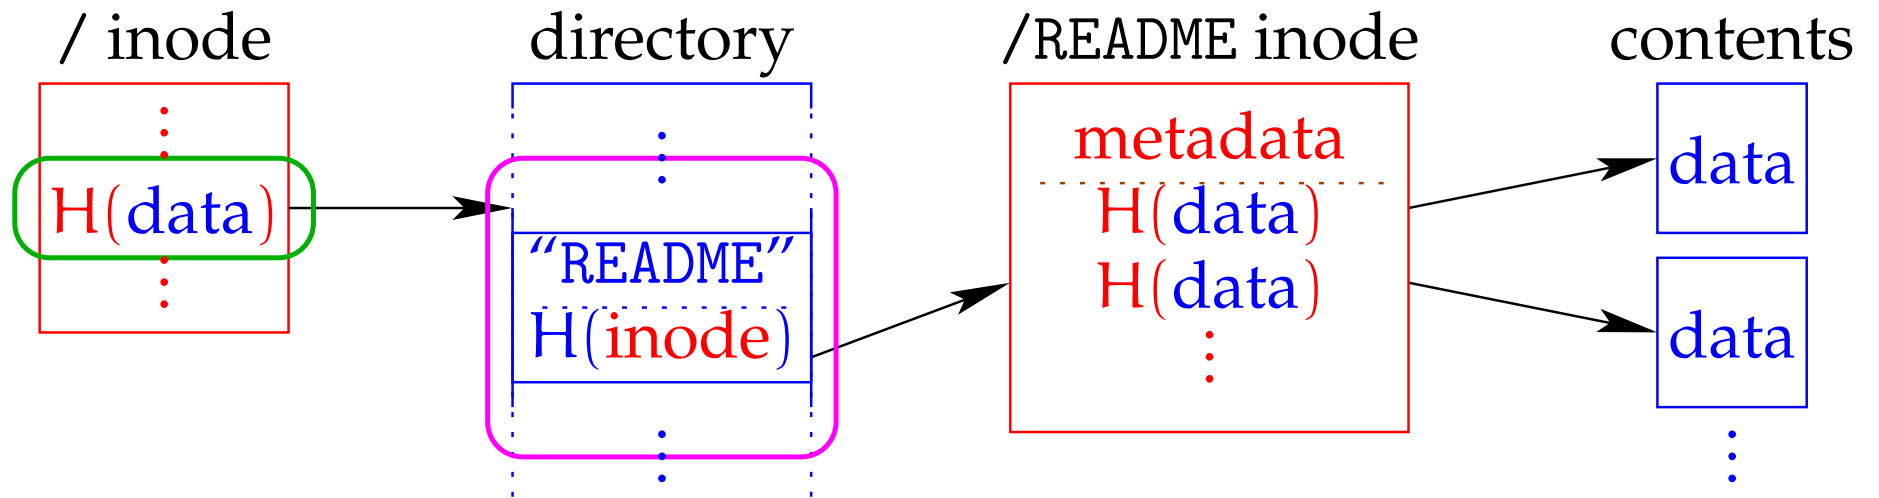 / inode
H(data)
directory
“README”
H(inode)
/README inode
metadata
H(data)
H(data)
contents
data
data